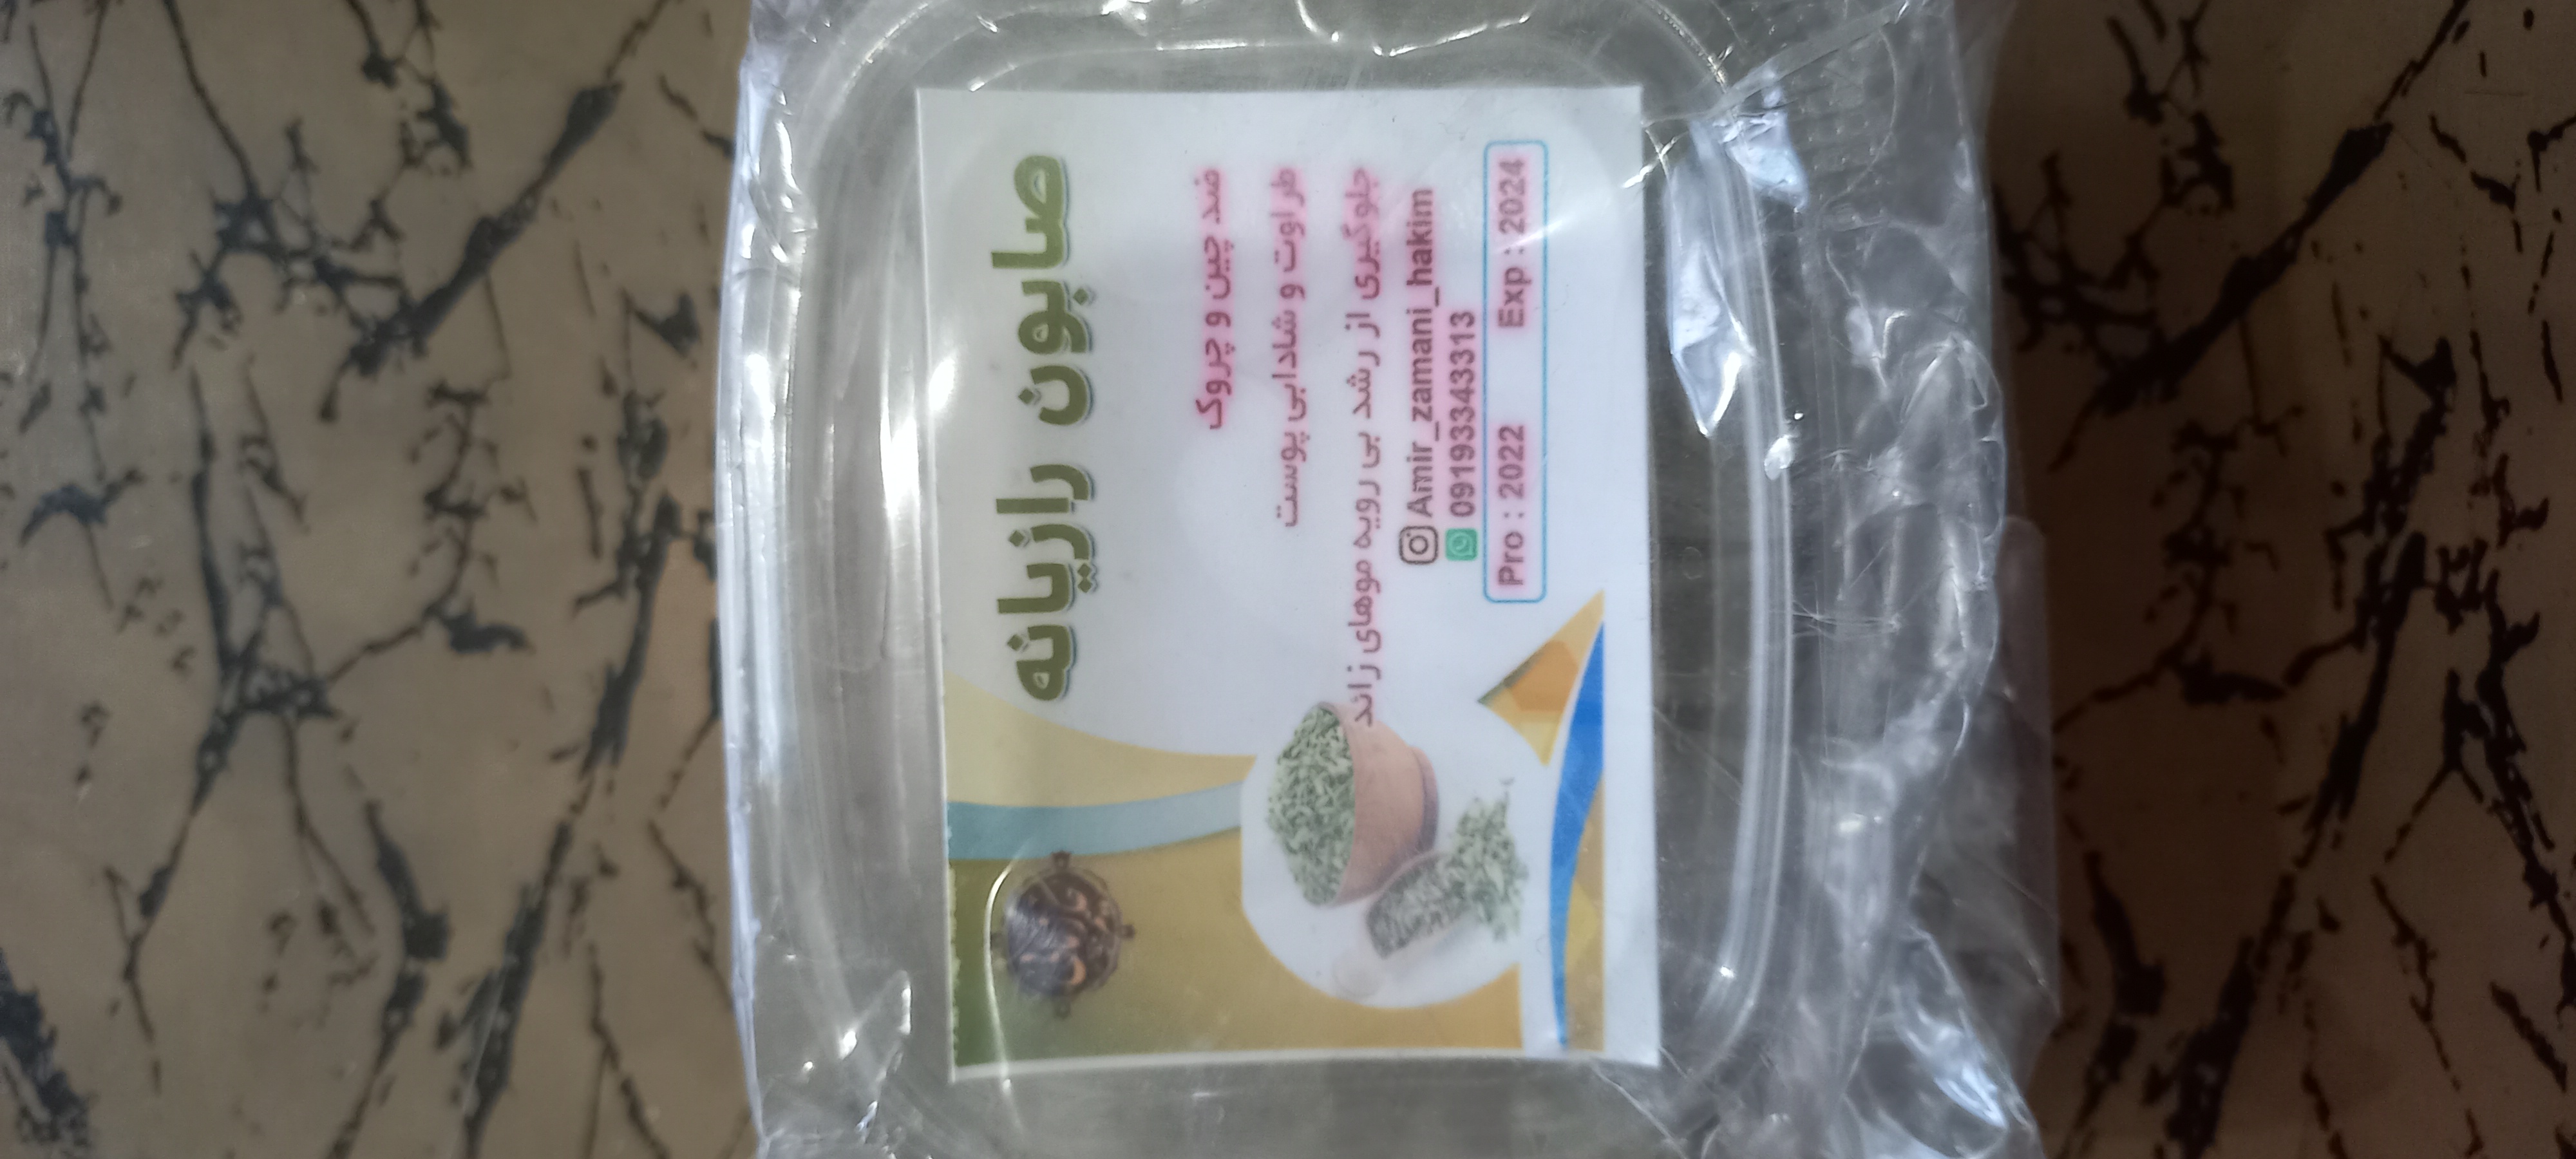 صابون رازیانه
ضد چین و چروک
طراوت و شادابی پوست
جلوگیری از رشد بی رویه موهای زائد
Amir_zamani_hakim
09193343313
Pro : 2022 Exp : 2024